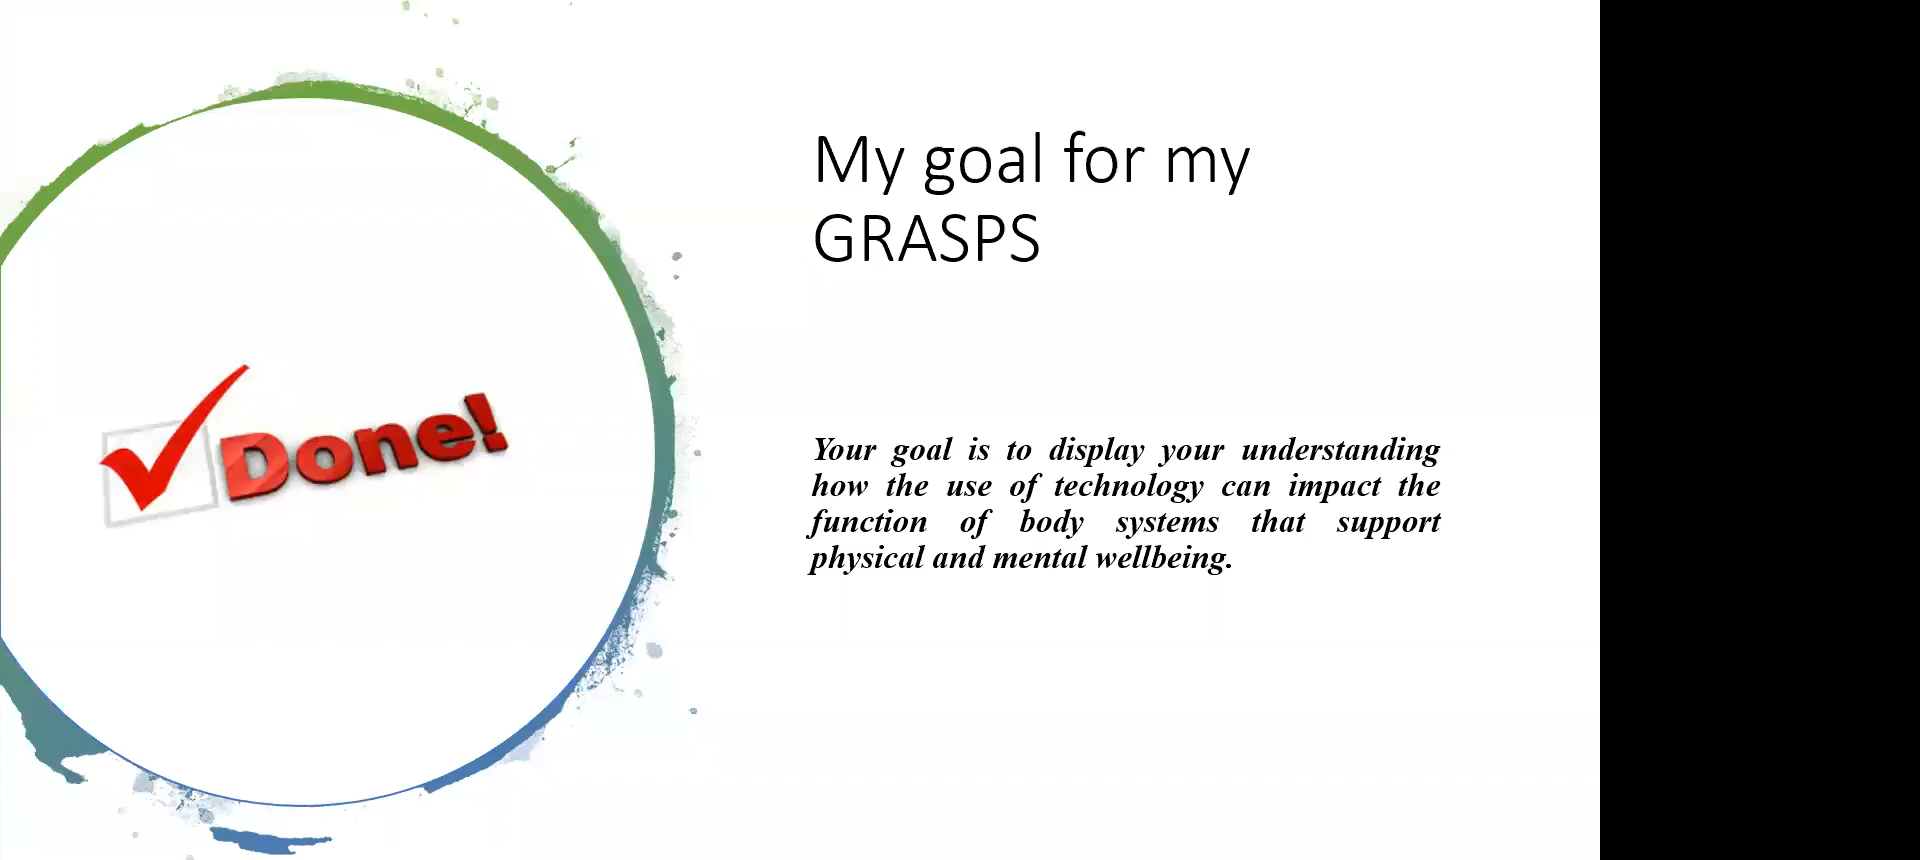 My goal for my
GRASPS
Done!
Your goal is to display your understanding
how the use of technology can impact the
function of body systems that support
physical and mental wellbeing.